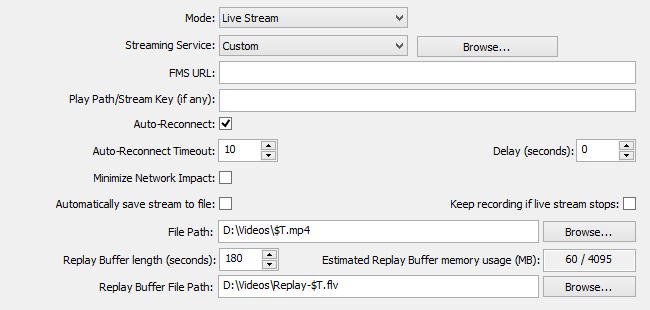 Mode: Live Stream
Streaming Service: Custom Browse...
FMS URL:
Play Path/Stream Key (if any):
Auto-Reconnect:
Auto-Reconnect Timeout: 10 Delay (seconds): 0
Minimize Network Impact:
Automatically save stream to file: Keep recording if live stream stops:
File Path: D:\Videos\$T.mp4 Browse...
Replay Buffer length (seconds): 180 Estimated Replay Buffer memory usage (MB): 60 / 4095
Replay Buffer File Path: D:\Videos\Replay-$T.flv Browse...